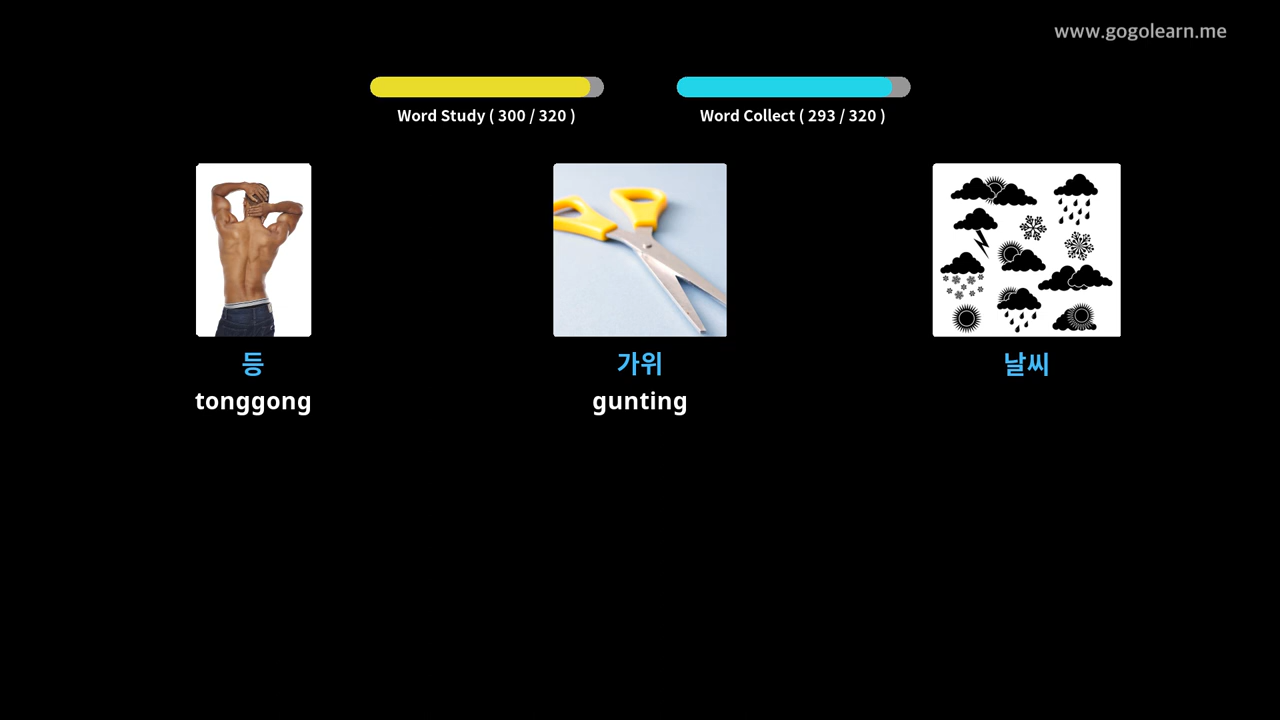 www.gogolearn.me
Word Study ( 300 / 320 )
Word Collect ( 293 / 320 )
등
가위
날씨
tonggong
gunting